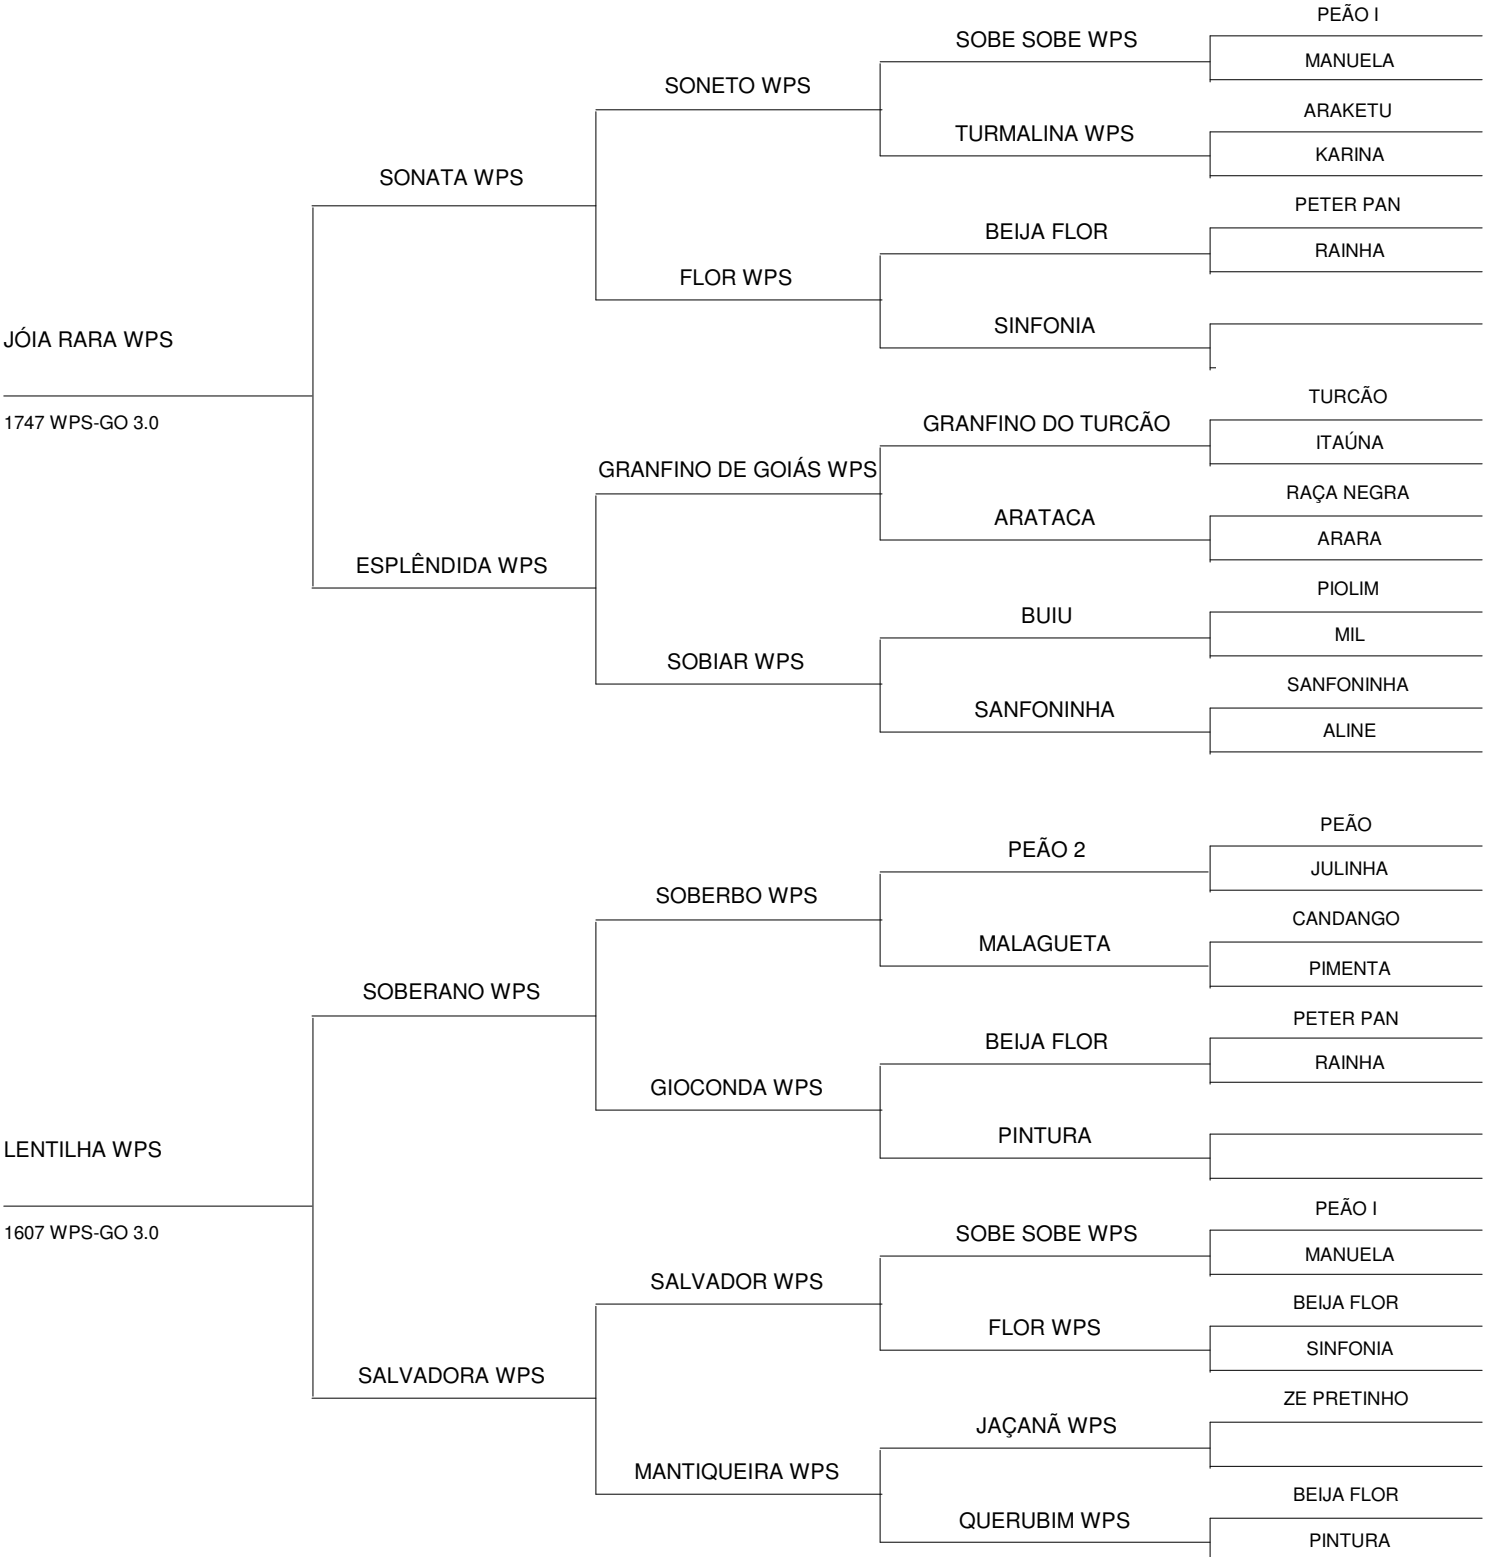 PEÃO I
SOBE SOBE WPS
MANUELA
SONETO WPS
ARAKETU
TURMALINA WPS
KARINA
SONATA WPS
PETER PAN
BEIJA FLOR
RAINHA
FLOR WPS
SINFONIA
JÓIA RARA WPS
1747 WPS-GO 3.0
TURCÃO
GRANFINO DO TURCÃO
ITAÚNA
GRANFINO DE GOIÁS WPS
RAÇA NEGRA
ARATACA
ARARA
ESPLÊNDIDA WPS
PIOLIM
BUIU
MIL
SOBIAR WPS
SANFONINHA
SANFONINHA
ALINE
PEÃO
PEÃO 2
JULINHA
SOBERBO WPS
CANDANGO
MALAGUETA
PIMENTA
SOBERANO WPS
PETER PAN
BEIJA FLOR
RAINHA
GIOCONDA WPS
PINTURA
LENTILHA WPS
1607 WPS-GO 3.0
PEÃO I
SOBE SOBE WPS
MANUELA
SALVADOR WPS
BEIJA FLOR
FLOR WPS
SINFONIA
SALVADORA WPS
ZE PRETINHO
JAÇANÃ WPS
MANTIQUEIRA WPS
BEIJA FLOR
QUERUBIM WPS
PINTURA